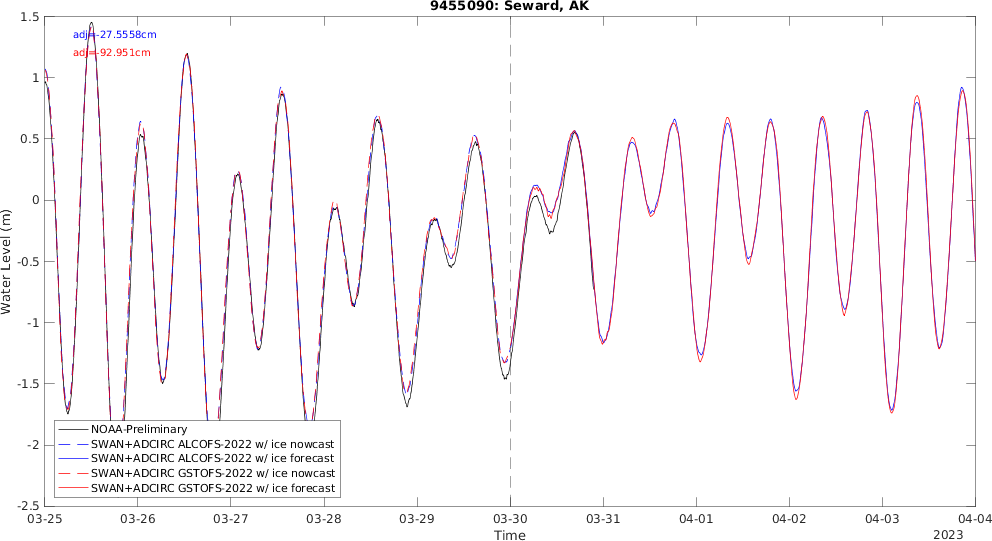 9455090: Seward, AK
adj=-27.5558cm
adj=-92.951cm
1.5
1
0.5
0
-0.5
-1
-1.5
-2
-2.5
Water Level (m)
NOAA-Preliminary
SWAN+ADCIRC ALCOFS-2022 w/ ice nowcast
SWAN+ADCIRC ALCOFS-2022 w/ ice forecast
SWAN+ADCIRC GSTOFS-2022 w/ ice nowcast
SWAN+ADCIRC GSTOFS-2022 w/ ice forecast
03-25 03-26 03-27 03-28 03-29 03-30 03-31 04-01 04-02 04-03 04-04
Time
2023